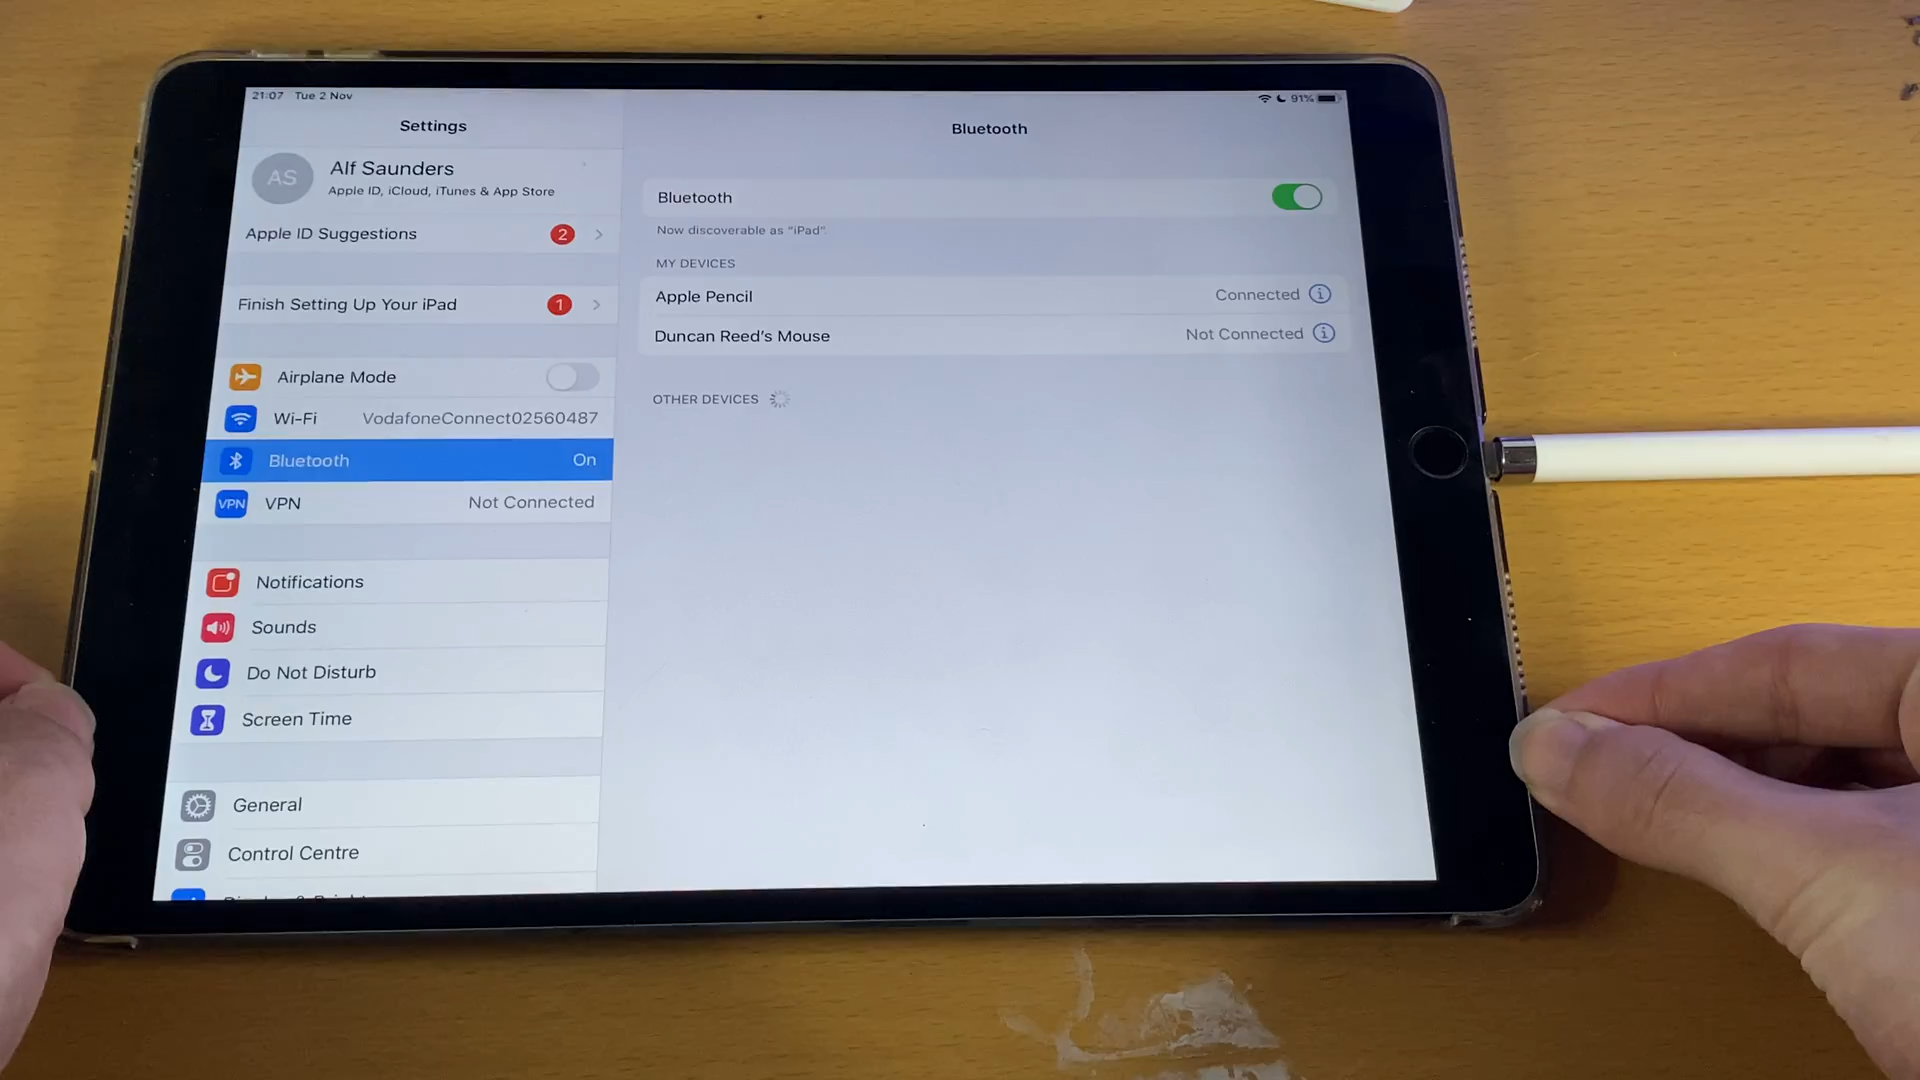 21:07 Tue 2 Nov
91%
Settings
AS
Alf Saunders
Apple ID, iCloud, iTunes & App Store
Apple ID Suggestions 2
Finish Setting Up Your iPad 1
Airplane Mode
Wi-Fi VodafoneConnect02560487
Bluetooth On
VPN VPN Not Connected
Notifications
Sounds
Do Not Disturb
Screen Time
General
Control Centre
Bluetooth
Bluetooth
Now discoverable as “iPad”.
MY DEVICES
Apple Pencil Connected
Duncan Reed’s Mouse Not Connected
OTHER DEVICES